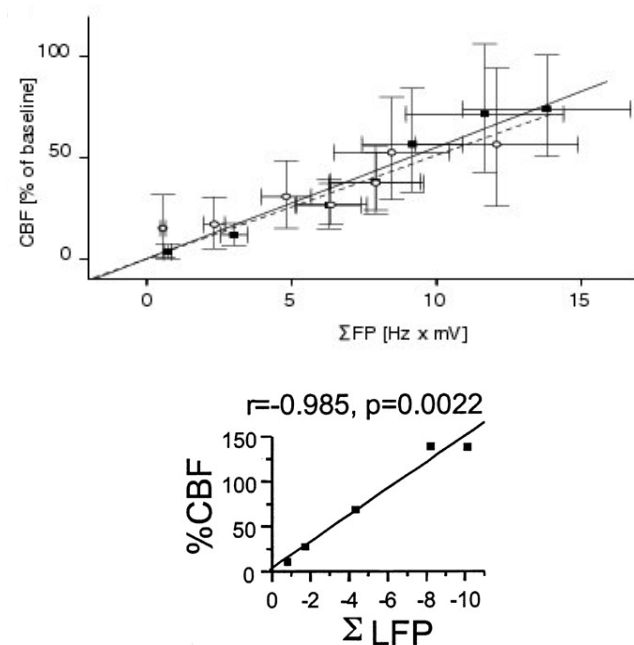 100
50
0
CBF [% of baseline]
0 5 10 15
ΣFP [Hz x mV]
r=-0.985, p=0.0022
150
100
50
0
%CBF
0 -2 -4 -6 -8 -10
Σ LFP